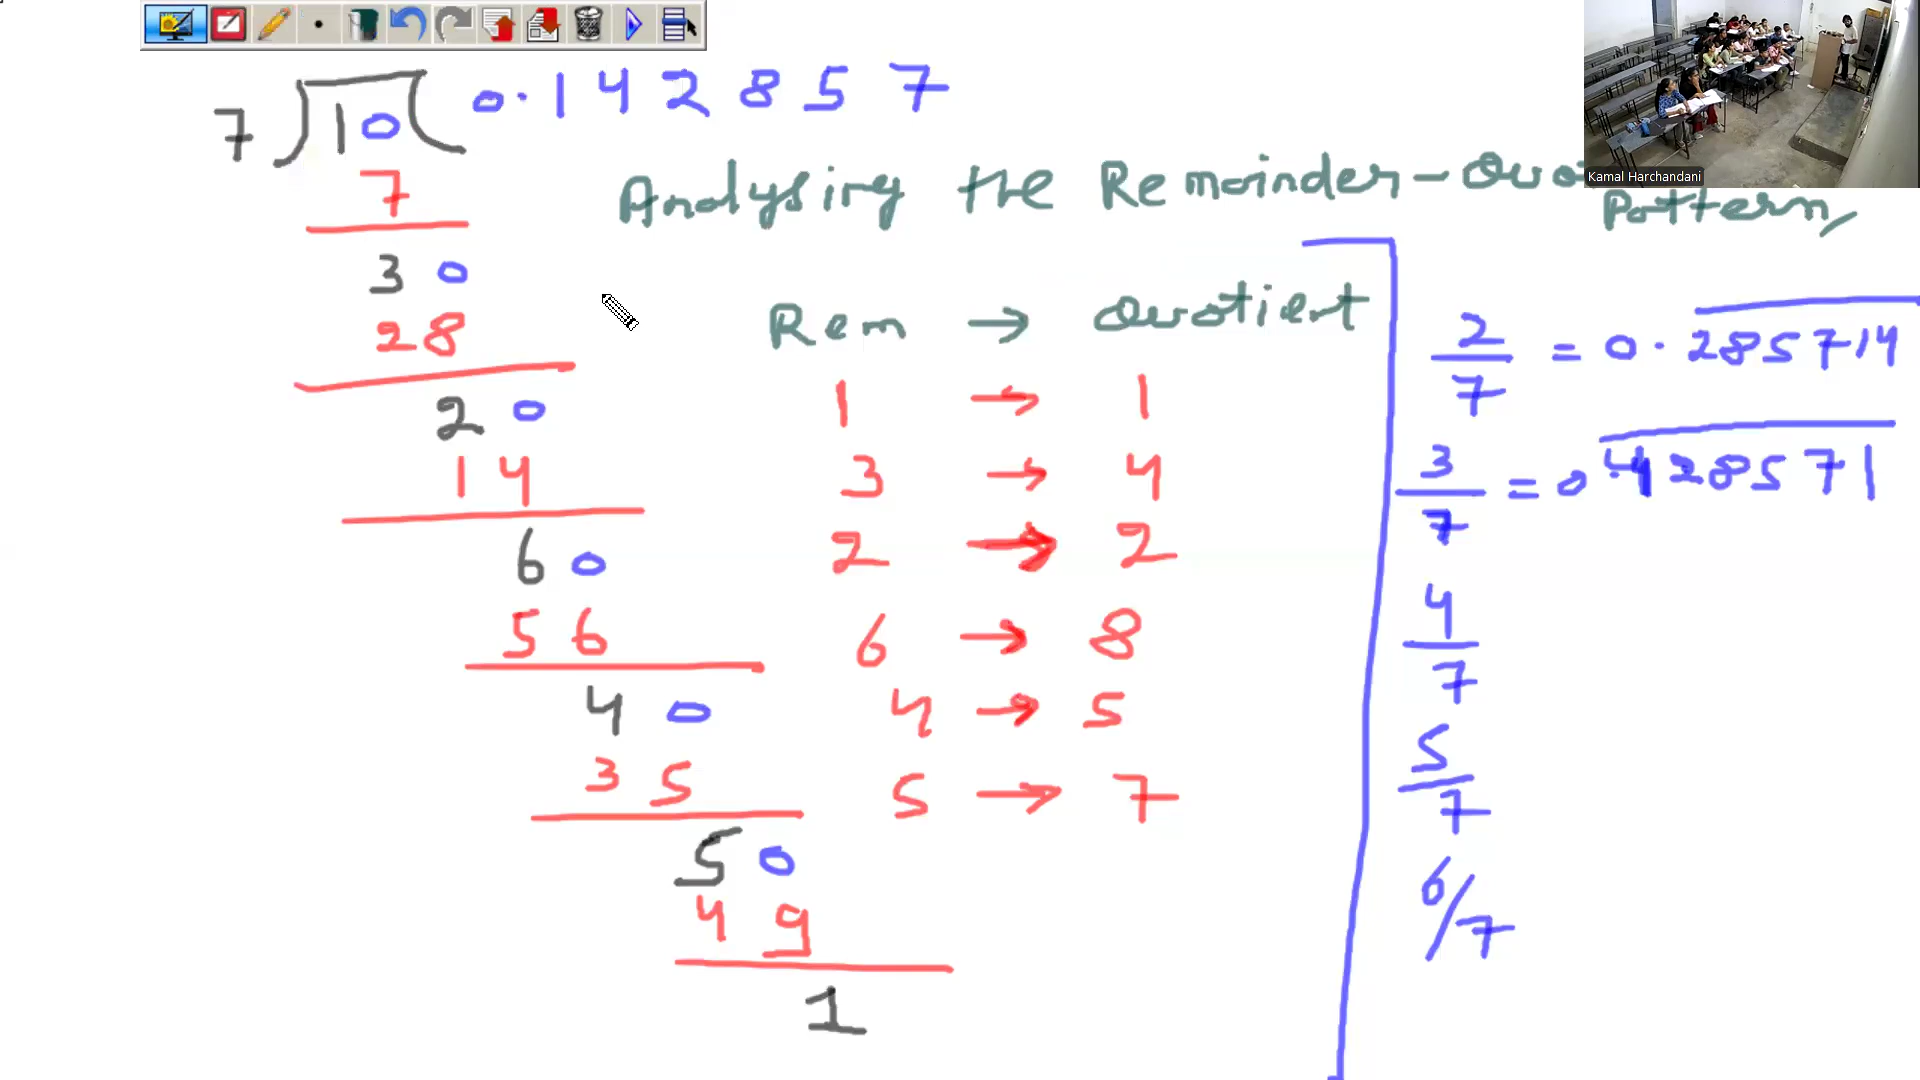 0.142857
7)10(
7
Analysing the Remainder-Quo
Pattern,
Kamal Harchandani
30
28
Rem → Quotient
20
14
1 → 1
3 → 4
2 → 2
6 → 8
4 → 5
5 → 7
60
56
40
35
50
49
1
2/7 = 0.285714
3/7 = 0.428571
4/7
5/7
6/7